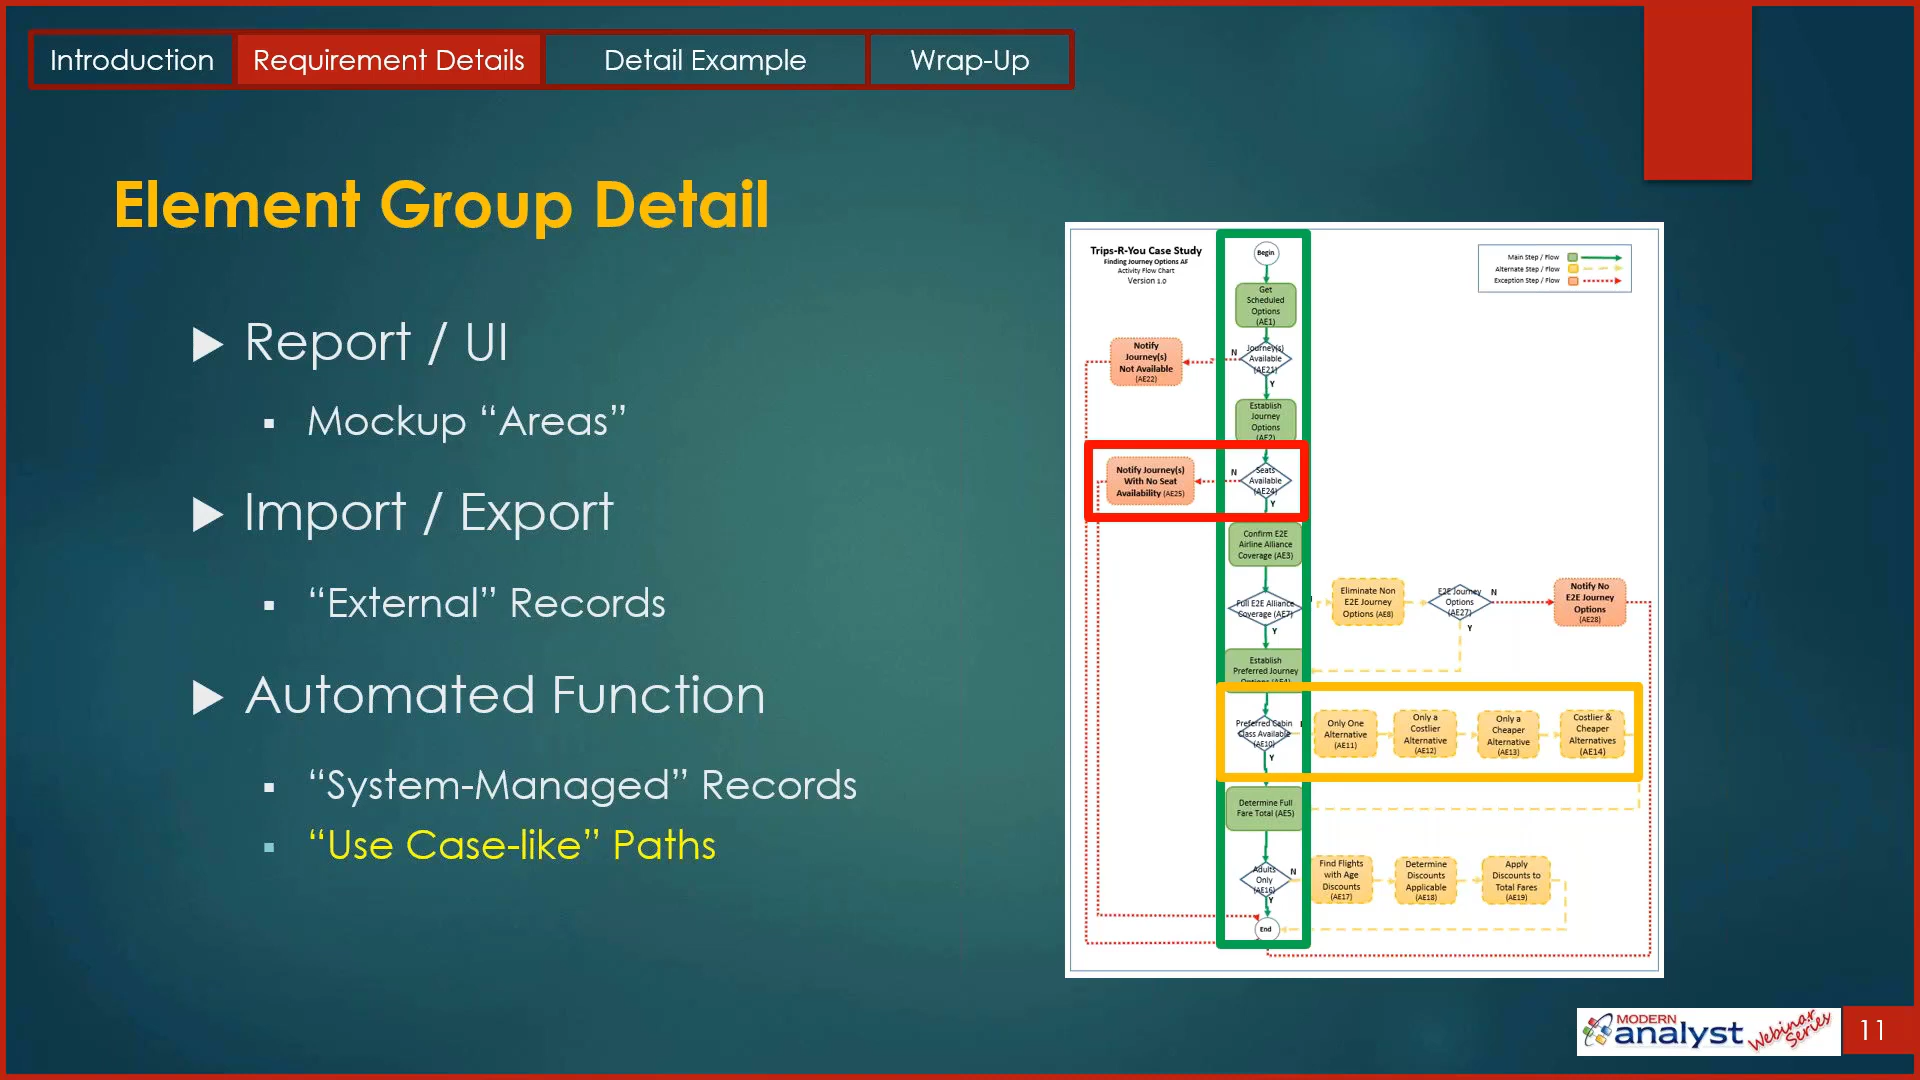 Introduction
Requirement Details
Detail Example
Wrap-Up
Element Group Detail
Report / UI
Mockup “Areas”
Import / Export
“External” Records
Automated Function
“System-Managed” Records
“Use Case-like” Paths
Trips-R-You Case Study
Finding Journey Options AF
Activity Flow Chart
Version 1.0
Main Step / Flow
Alternate Step / Flow
Exception Step / Flow
Begin
Get
Scheduled
Options
(AE1)
Journey(s)
Available
(AE21)
N
Y
Notify
Journey(s)
Not Available
(AE22)
Establish
Journey
Options
(AE2)
Seats
Available
(AE24)
N
Y
Notify Journey(s)
With No Seat
Availability (AE25)
Confirm E2E
Airline Alliance
Coverage (AE3)
Full E2E Alliance
Coverage (AE7)
Y
Eliminate Non
E2E Journey
Options (AE8)
E2E Journey
Options
(AE27)
N
Y
Notify No
E2E Journey
Options
(AE28)
Establish
Preferred Journey
Options (AE4)
Preferred Cabin
Class Available
(AE10)
Y
Only One
Alternative
(AE11)
Only a
Costlier
Alternative
(AE12)
Only a
Cheaper
Alternative
(AE13)
Costlier &
Cheaper
Alternatives
(AE14)
Determine Full
Fare Total (AE5)
Adults
Only
(AE16)
N
Y
Find Flights
with Age
Discounts
(AE17)
Determine
Discounts
Applicable
(AE18)
Apply
Discounts to
Total Fares
(AE19)
End
MODERN
analyst
Webinar
Series
11